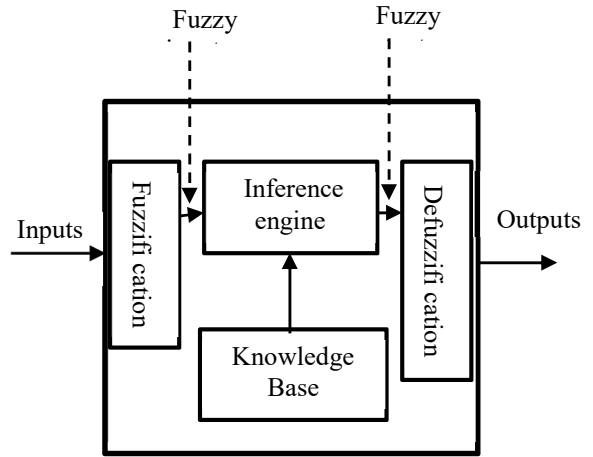 Fuzzy
Fuzzy
Inputs
Fuzzifi cation
Inference
engine
Defuzzifi cation
Outputs
Knowledge
Base